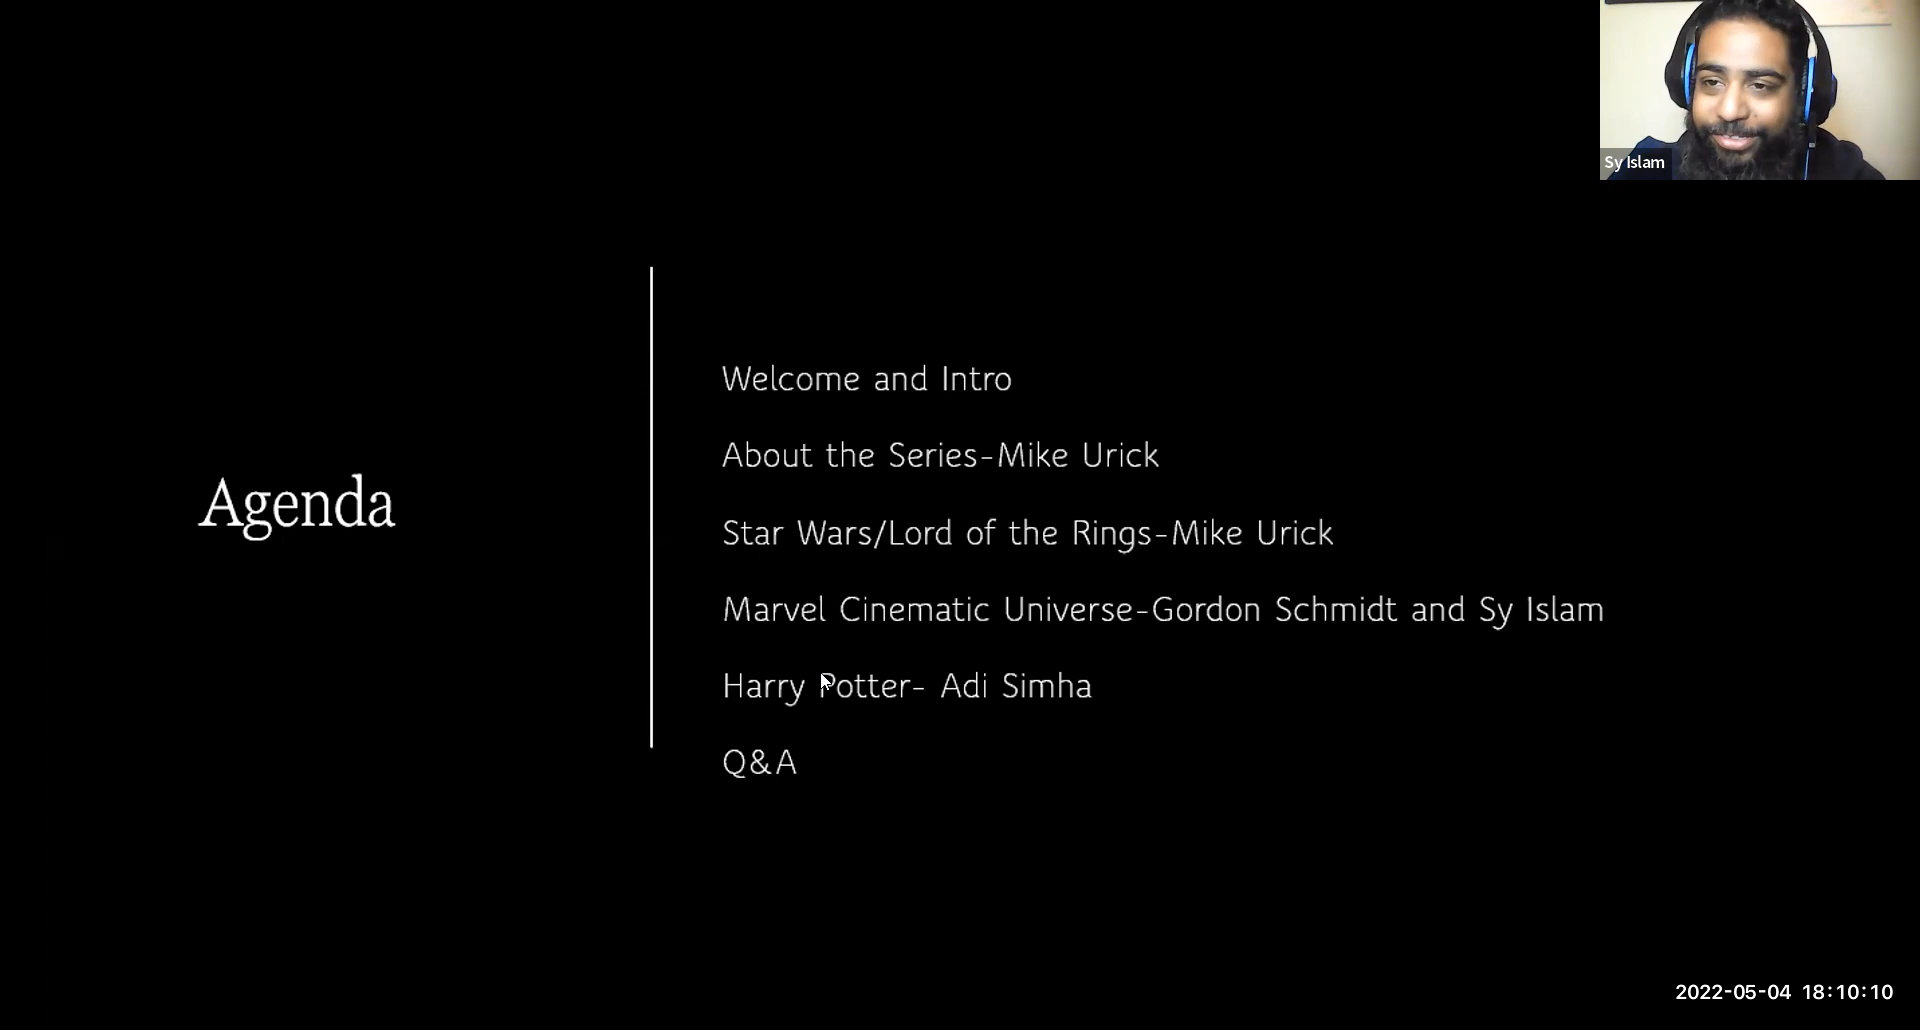 Sy Islam
Agenda
Welcome and Intro
About the Series-Mike Urick
Star Wars/Lord of the Rings-Mike Urick
Marvel Cinematic Universe-Gordon Schmidt and Sy Islam
Harry Potter- Adi Simha
Q&A
2022-05-04 18:10:10